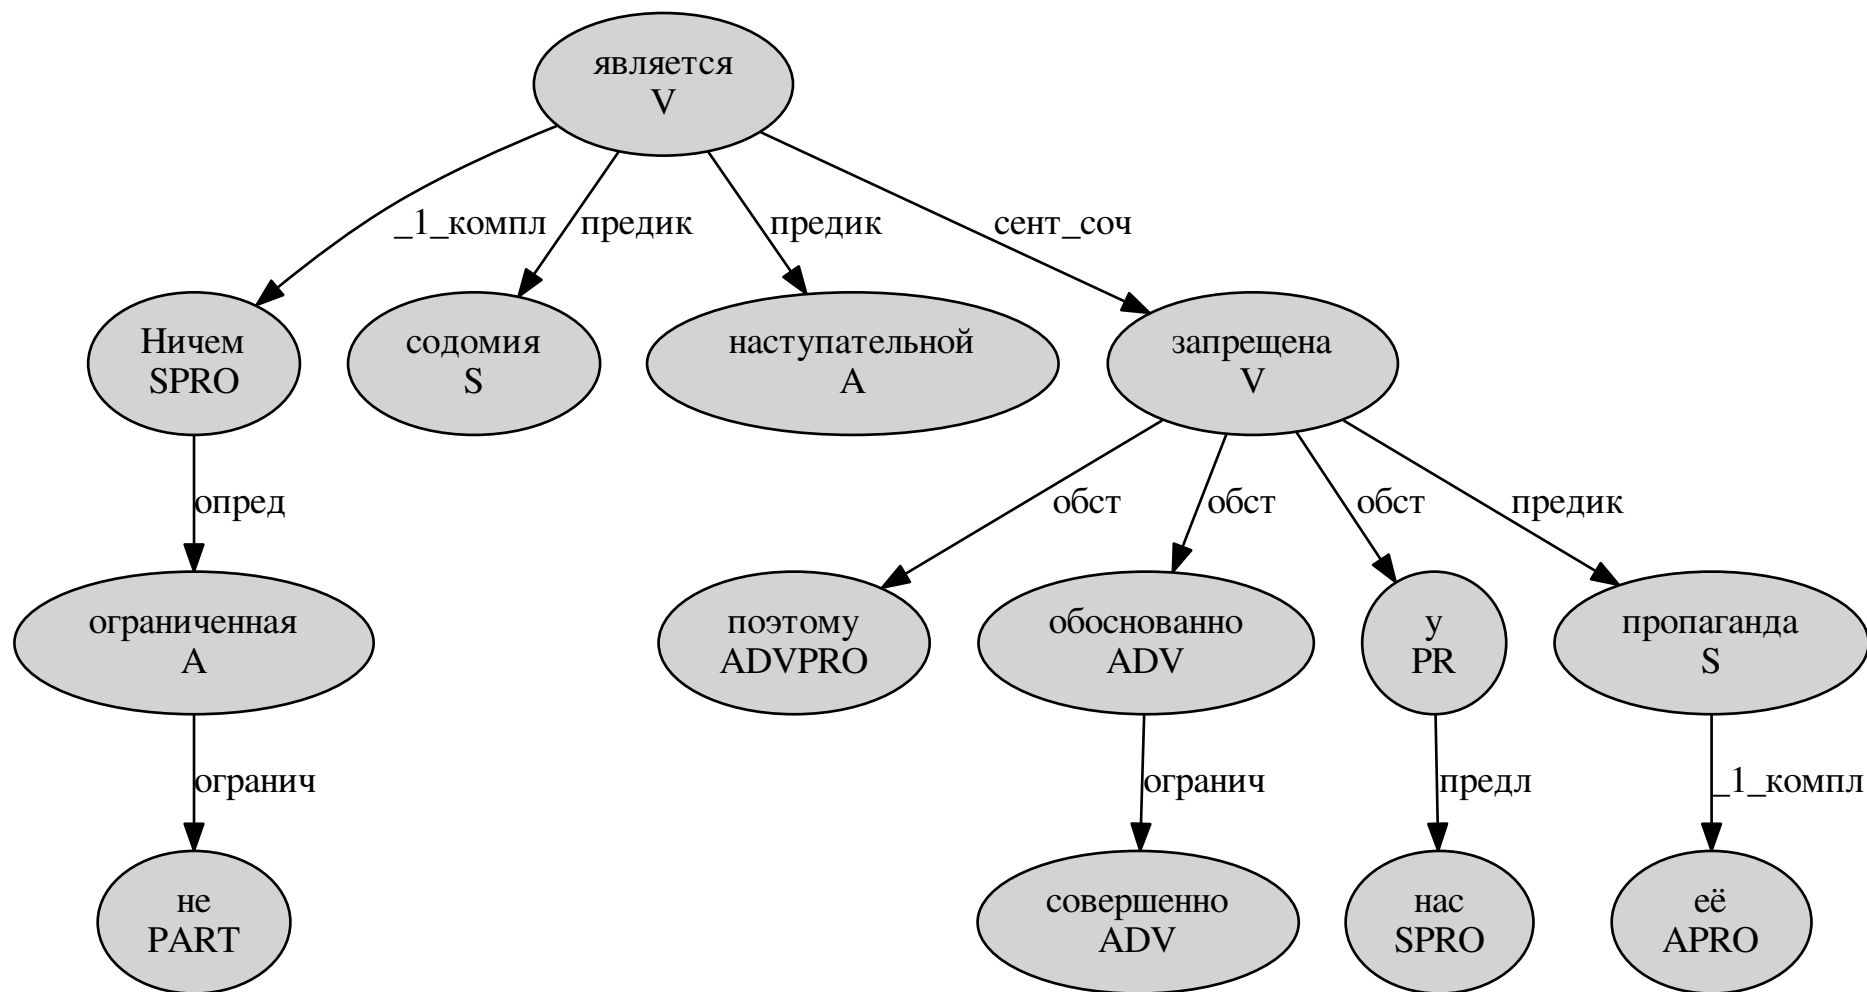 является
V
_1_компл
предик
предик
сент_соч
Ничем
SPRO
содомия
S
наступательной
A
запрещена
V
опред
обст
обст
обст
предик
ограниченная
A
поэтому
ADVPRO
обоснованно
ADV
у
PR
пропаганда
S
огранич
огранич
предл
_1_компл
не
PART
совершенно
ADV
нас
SPRO
её
APRO